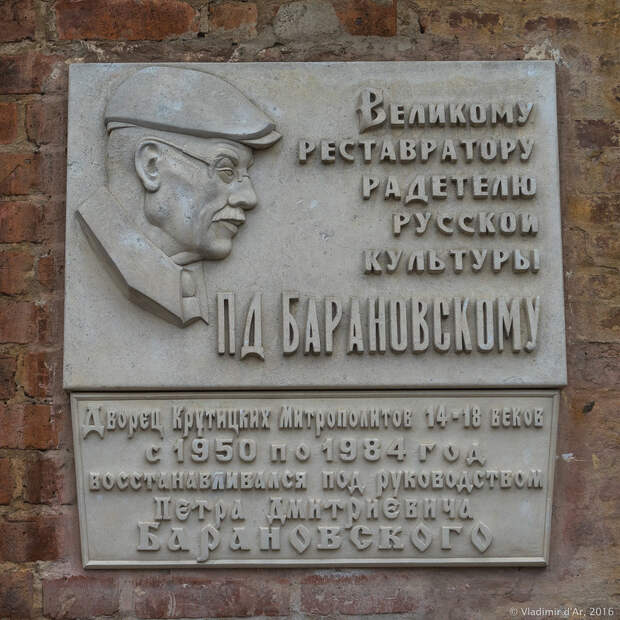 Великому
реставратору
радетелю
русской
культуры
ПД Барановскому
Дворец Крутицких Митрополитов 14-18 веков
с 1950 по 1984 год
восстанавливался под руководством
Петра Дмитриевича
Барановского
© Vladimir d'Ar, 2016